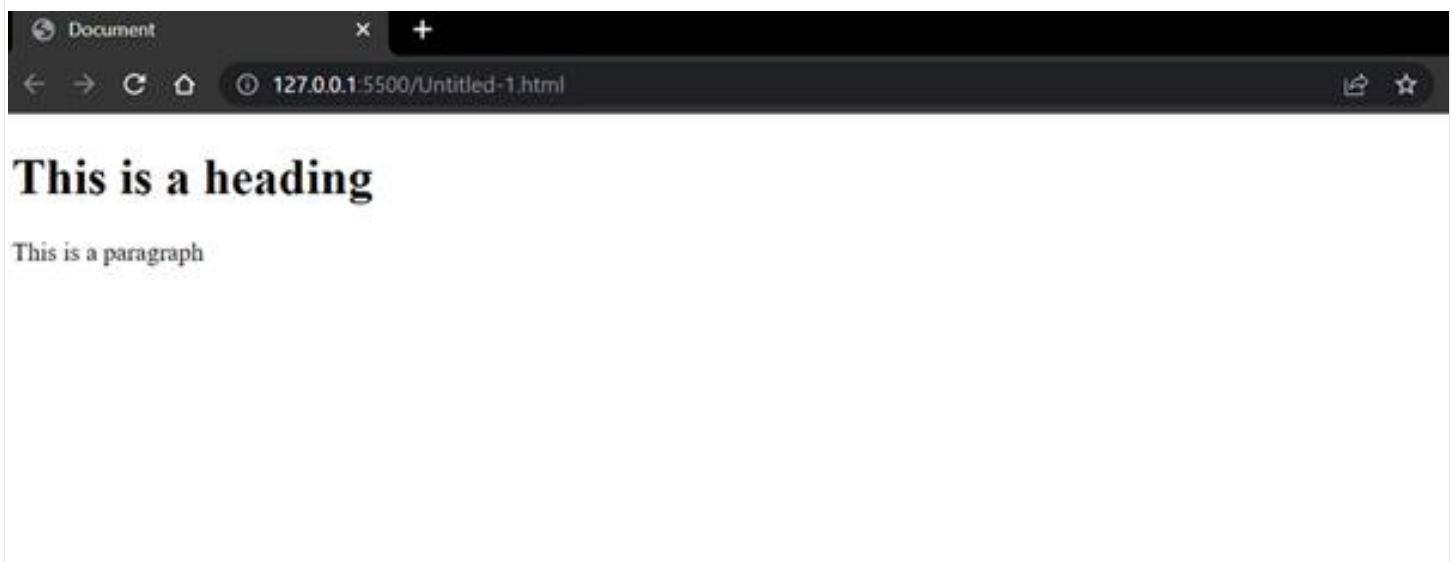 Document
127.0.0.1:5500/Untitled-1.html
This is a heading
This is a paragraph